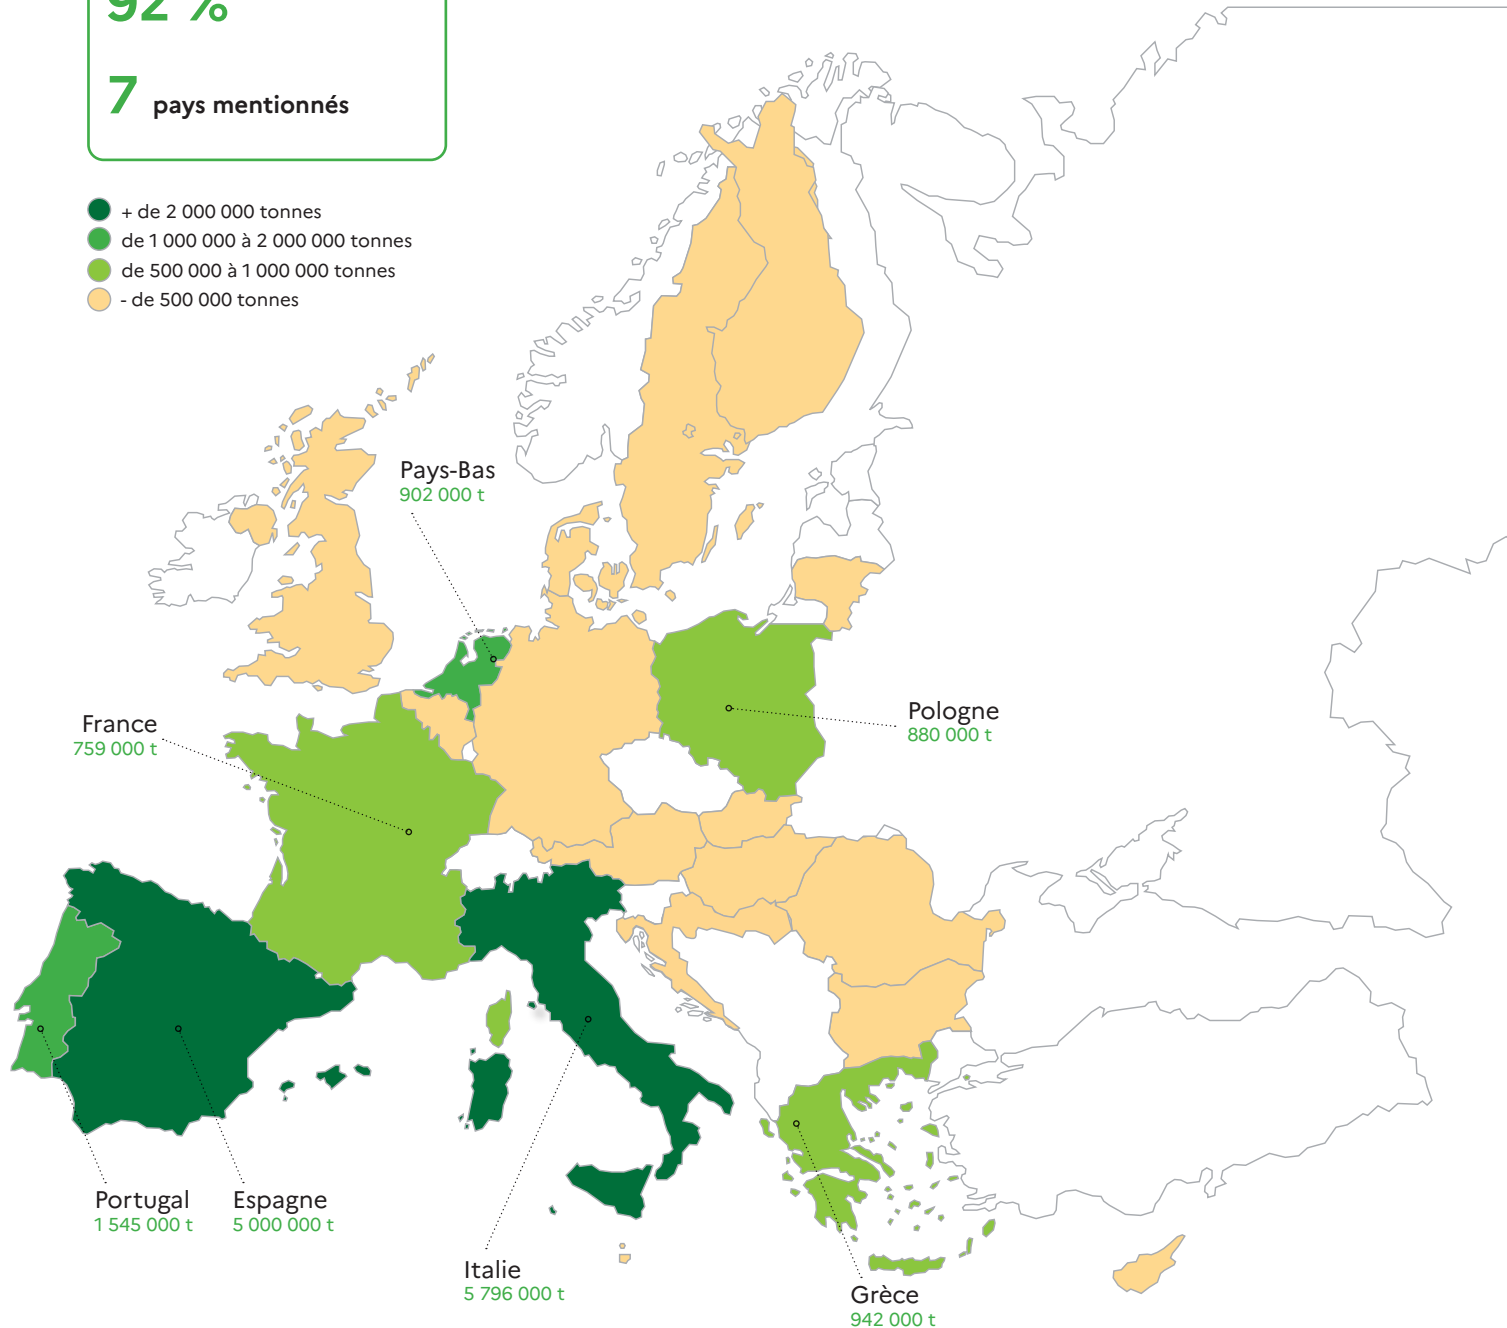 92 %
7 pays mentionnés
+ de 2 000 000 tonnes
de 1 000 000 à 2 000 000 tonnes
de 500 000 à 1 000 000 tonnes
- de 500 000 tonnes
Pays-Bas
902 000 t
France
759 000 t
Pologne
880 000 t
Portugal
1 545 000 t
Espagne
5 000 000 t
Italie
5 796 000 t
Grèce
942 000 t